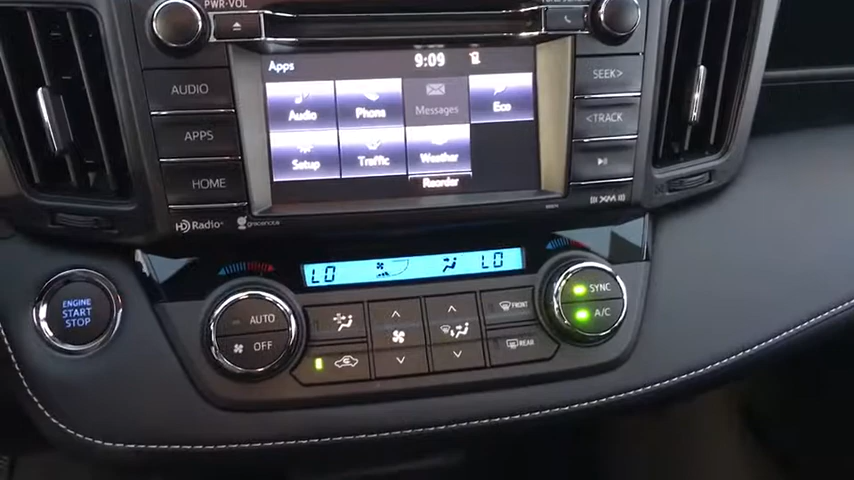 PWR·VOL
Apps
9:09
AUDIO
APPS
HOME
Audio
Phone
Messages
Eco
Setup
Traffic
Weather
Reorder
SEEK>
<TRACK
HD Radio
gracenote
((( XM )))
LO
LO
ENGINE
START
STOP
AUTO
OFF
FRONT
REAR
SYNC
A/C